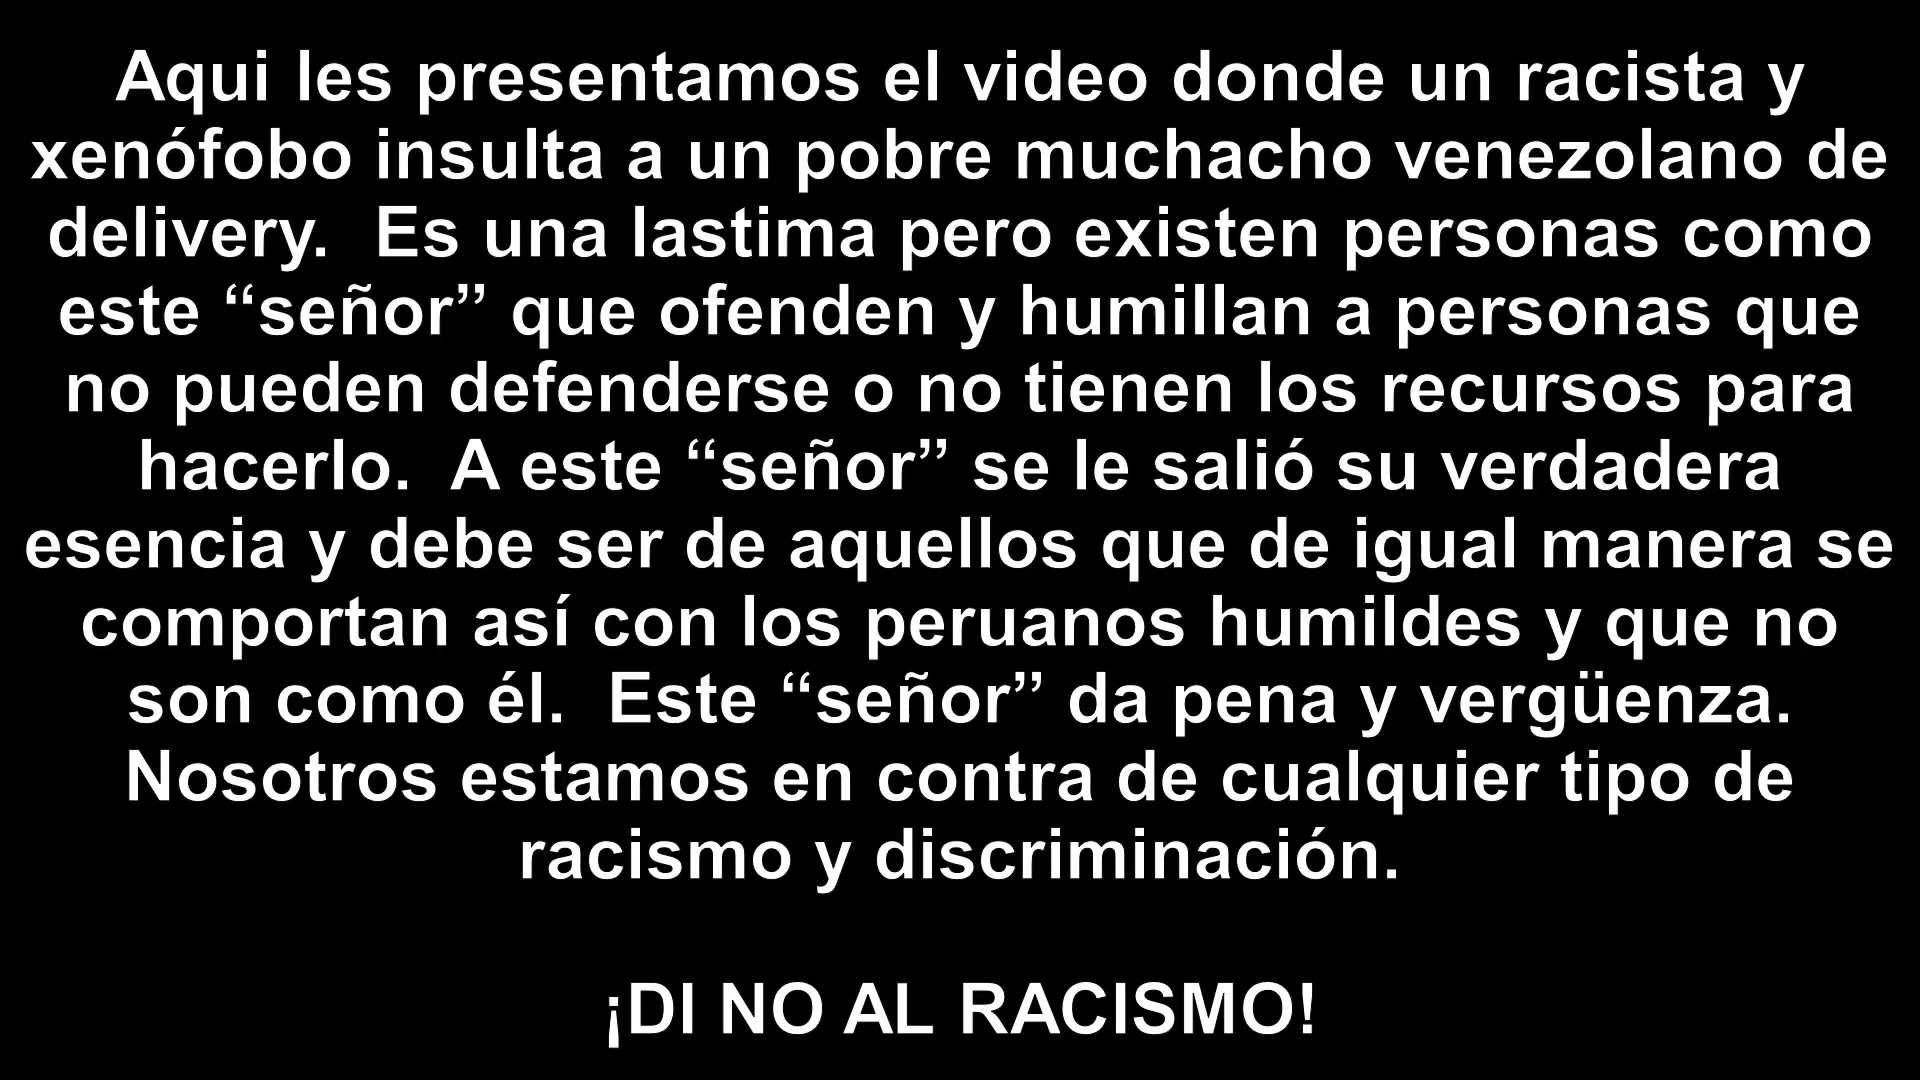 Aqui les presentamos el video donde un racista y
xenófobo insulta a un pobre muchacho venezolano de
delivery.  Es una lastima pero existen personas como
este “señor” que ofenden y humillan a personas que
no pueden defenderse o no tienen los recursos para
hacerlo.  A este “señor” se le salió su verdadera
esencia y debe ser de aquellos que de igual manera se
comportan así con los peruanos humildes y que no
son como él.  Este “señor” da pena y vergüenza.
Nosotros estamos en contra de cualquier tipo de
racismo y discriminación.
¡DI NO AL RACISMO!